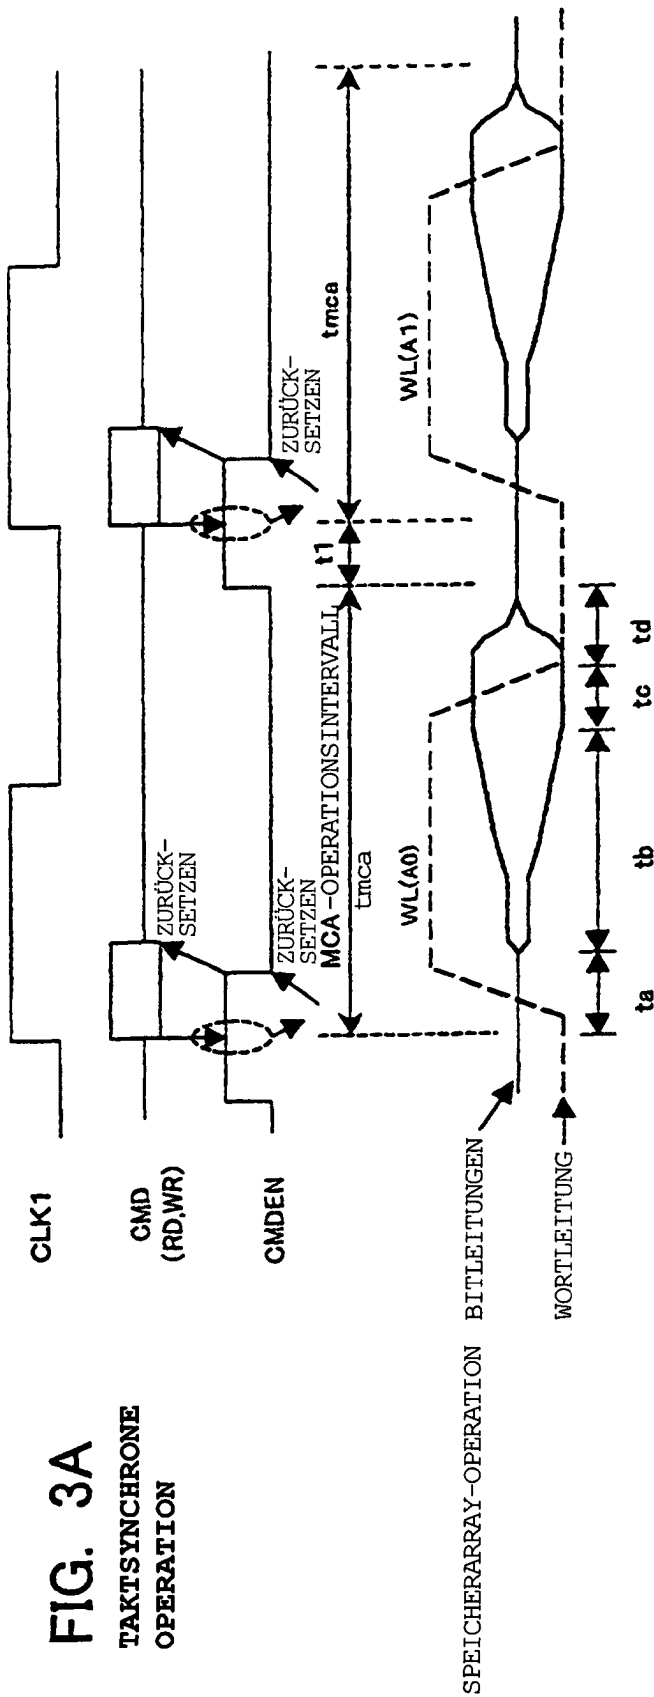 FIG. 3A
TAKTSYNCHRONE
OPERATION
CLK1
CMD
(RD,WR)
ZURÜCK-
SETZEN
CMDEN
ZURÜCK-
SETZEN
ZURÜCK-
SETZEN
MCA-OPERATIONSINTERVALL
tmca
t1
tmca
SPEICHERARRAY-OPERATION
BITLEITUNGEN
WORTLEITUNG
WL(A0)
WL(A1)
ta
tb
tc
td